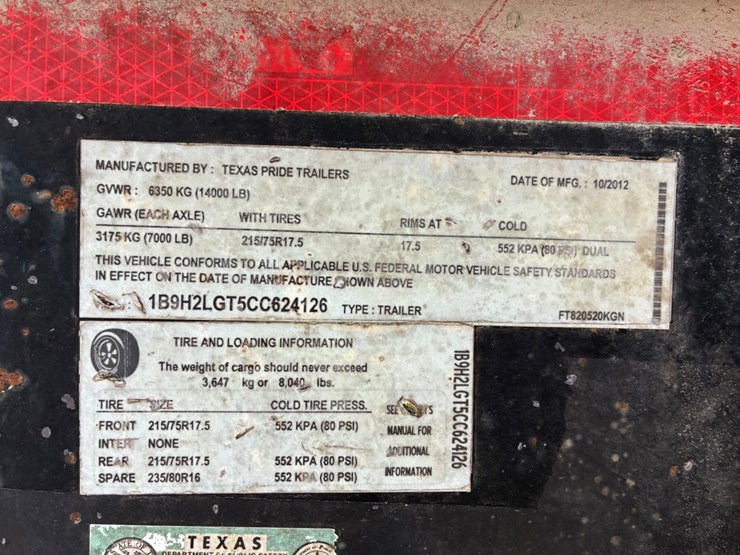 MANUFACTURED BY : TEXAS PRIDE TRAILERS DATE OF MFG. : 10/2012
GVWR : 6350 KG (14000 LB)
GAWR (EACH AXLE) WITH TIRES RIMS AT COLD
3175 KG (7000 LB) 215/75R17.5 17.5 552 KPA (80 PSI) DUAL
THIS VEHICLE CONFORMS TO ALL APPLICABLE U.S. FEDERAL MOTOR VEHICLE SAFETY STANDARDS
IN EFFECT ON THE DATE OF MANUFACTURE HOWN ABOVE
1B9H2LGT5CC624126 TYPE : TRAILER FT820520KGN
TIRE AND LOADING INFORMATION
The weight of cargo should never exceed
3,647 kg or 8,040 lbs.
TIRE SIZE COLD TIRE PRESS.
FRONT 215/75R17.5 552 KPA (80 PSI)
INTER NONE
REAR 215/75R17.5 552 KPA (80 PSI)
SPARE 235/80R16 552 KPA (80 PSI)
SEE
MANUAL FOR
ADDITIONAL
INFORMATION
1B9H2LGT5CC624126
TEXAS
DEPARTMENT OF PUBLIC SAFETY